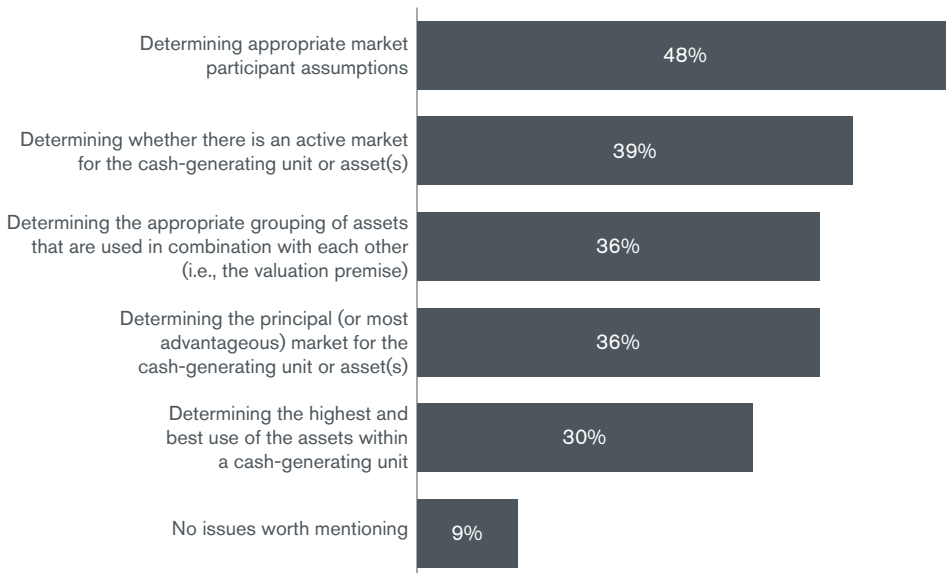 Determining appropriate market
participant assumptions
48%
Determining whether there is an active market
for the cash-generating unit or asset(s)
39%
Determining the appropriate grouping of assets
that are used in combination with each other
(i.e., the valuation premise)
36%
Determining the principal (or most
advantageous) market for the
cash-generating unit or asset(s)
36%
Determining the highest and
best use of the assets within
a cash-generating unit
30%
No issues worth mentioning
9%